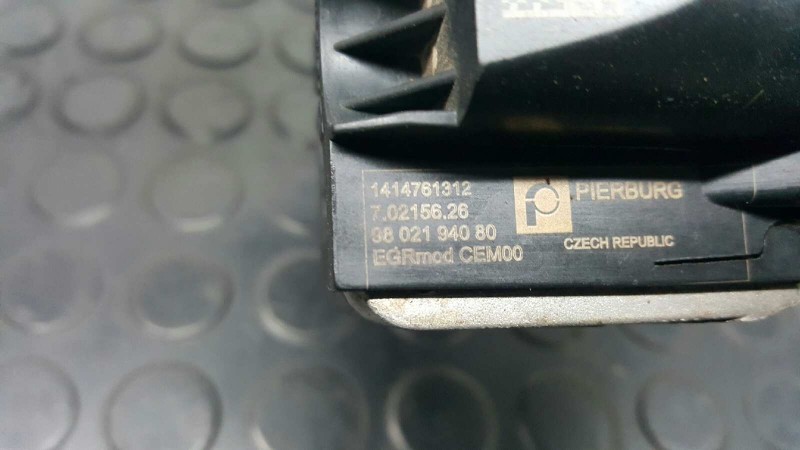 1414761312
7.02156.26
98 021 940 80
EGRmod CEM00
PIERBURG
CZECH REPUBLIC